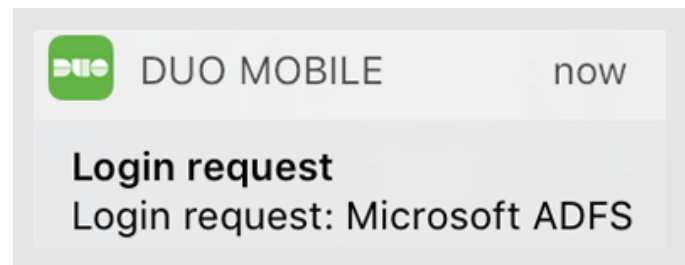 DUO
DUO MOBILE now
Login request
Login request: Microsoft ADFS